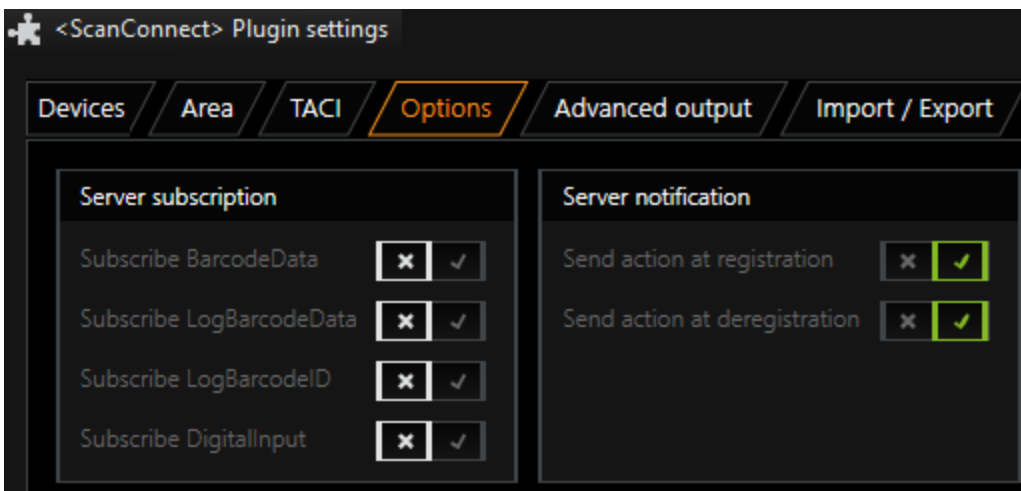 <ScanConnect> Plugin settings
Devices
Area
TACI
Options
Advanced output
Import / Export
Server subscription
Subscribe BarcodeData
Subscribe LogBarcodeData
Subscribe LogBarcodeID
Subscribe DigitalInput
Server notification
Send action at registration
Send action at deregistration